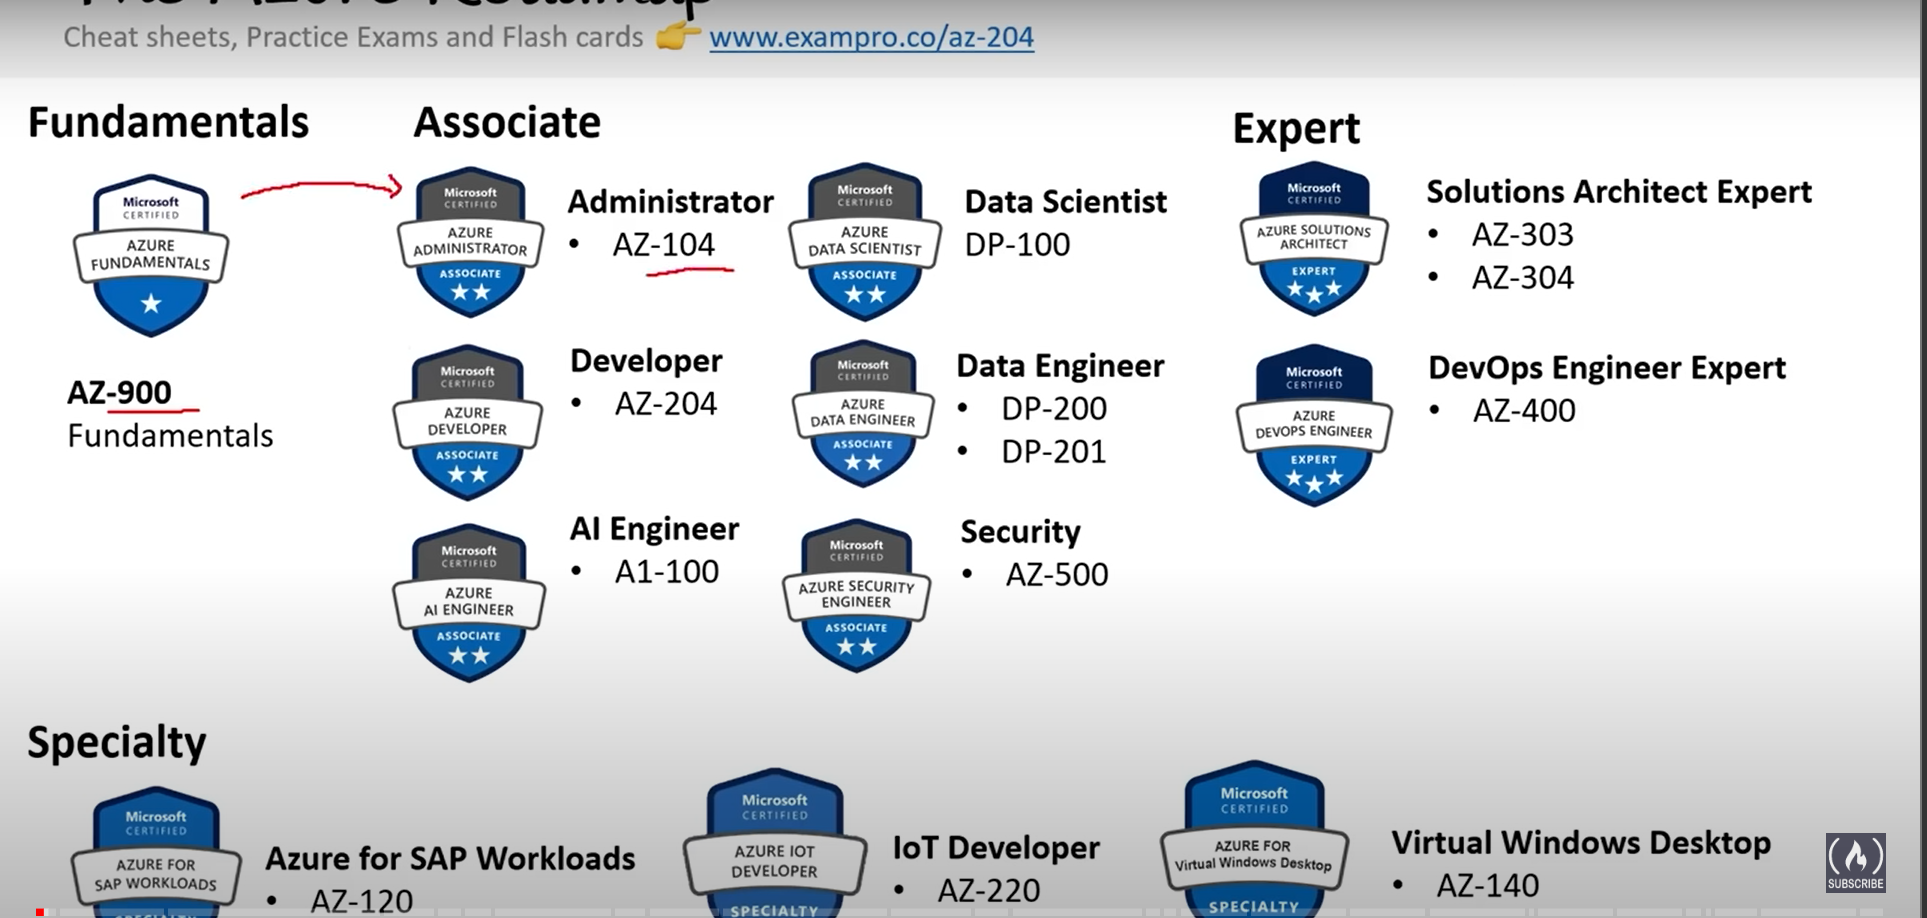 The Azure Roadmap
Cheat sheets, Practice Exams and Flash cards 👉 www.exampro.co/az-204
Fundamentals
Microsoft
CERTIFIED
AZURE
FUNDAMENTALS
AZ-900
Fundamentals
Associate
Microsoft
CERTIFIED
AZURE
ADMINISTRATOR
ASSOCIATE
Administrator
• AZ-104
Microsoft
CERTIFIED
AZURE
DATA SCIENTIST
ASSOCIATE
Data Scientist
DP-100
Microsoft
CERTIFIED
AZURE
DEVELOPER
ASSOCIATE
Developer
• AZ-204
Microsoft
CERTIFIED
AZURE
DATA ENGINEER
ASSOCIATE
Data Engineer
• DP-200
• DP-201
Microsoft
CERTIFIED
AZURE
AI ENGINEER
ASSOCIATE
AI Engineer
• A1-100
Microsoft
CERTIFIED
AZURE SECURITY
ENGINEER
ASSOCIATE
Security
• AZ-500
Expert
Microsoft
CERTIFIED
AZURE SOLUTIONS
ARCHITECT
EXPERT
Solutions Architect Expert
• AZ-303
• AZ-304
Microsoft
CERTIFIED
AZURE
DEVOPS ENGINEER
EXPERT
DevOps Engineer Expert
• AZ-400
Specialty
Microsoft
CERTIFIED
AZURE FOR
SAP WORKLOADS
SPECIALTY
Azure for SAP Workloads
• AZ-120
Microsoft
CERTIFIED
AZURE IOT
DEVELOPER
SPECIALTY
IoT Developer
• AZ-220
Microsoft
CERTIFIED
AZURE FOR
Virtual Windows Desktop
SPECIALTY
Virtual Windows Desktop
• AZ-140
SUBSCRIBE